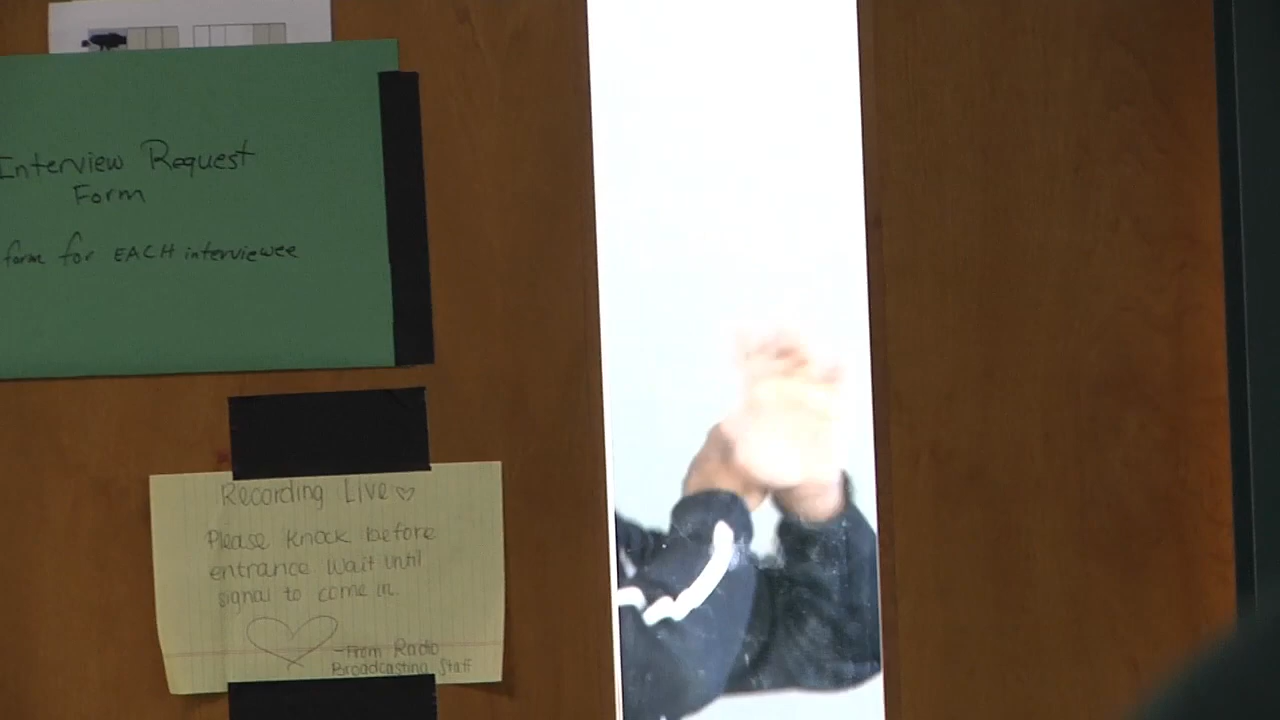 Interview Request
Form
form for EACH interviewee
Recording Live
Please Knock before
entrance. Wait until
signal to come in.
-From Radio
Broadcasting Staff